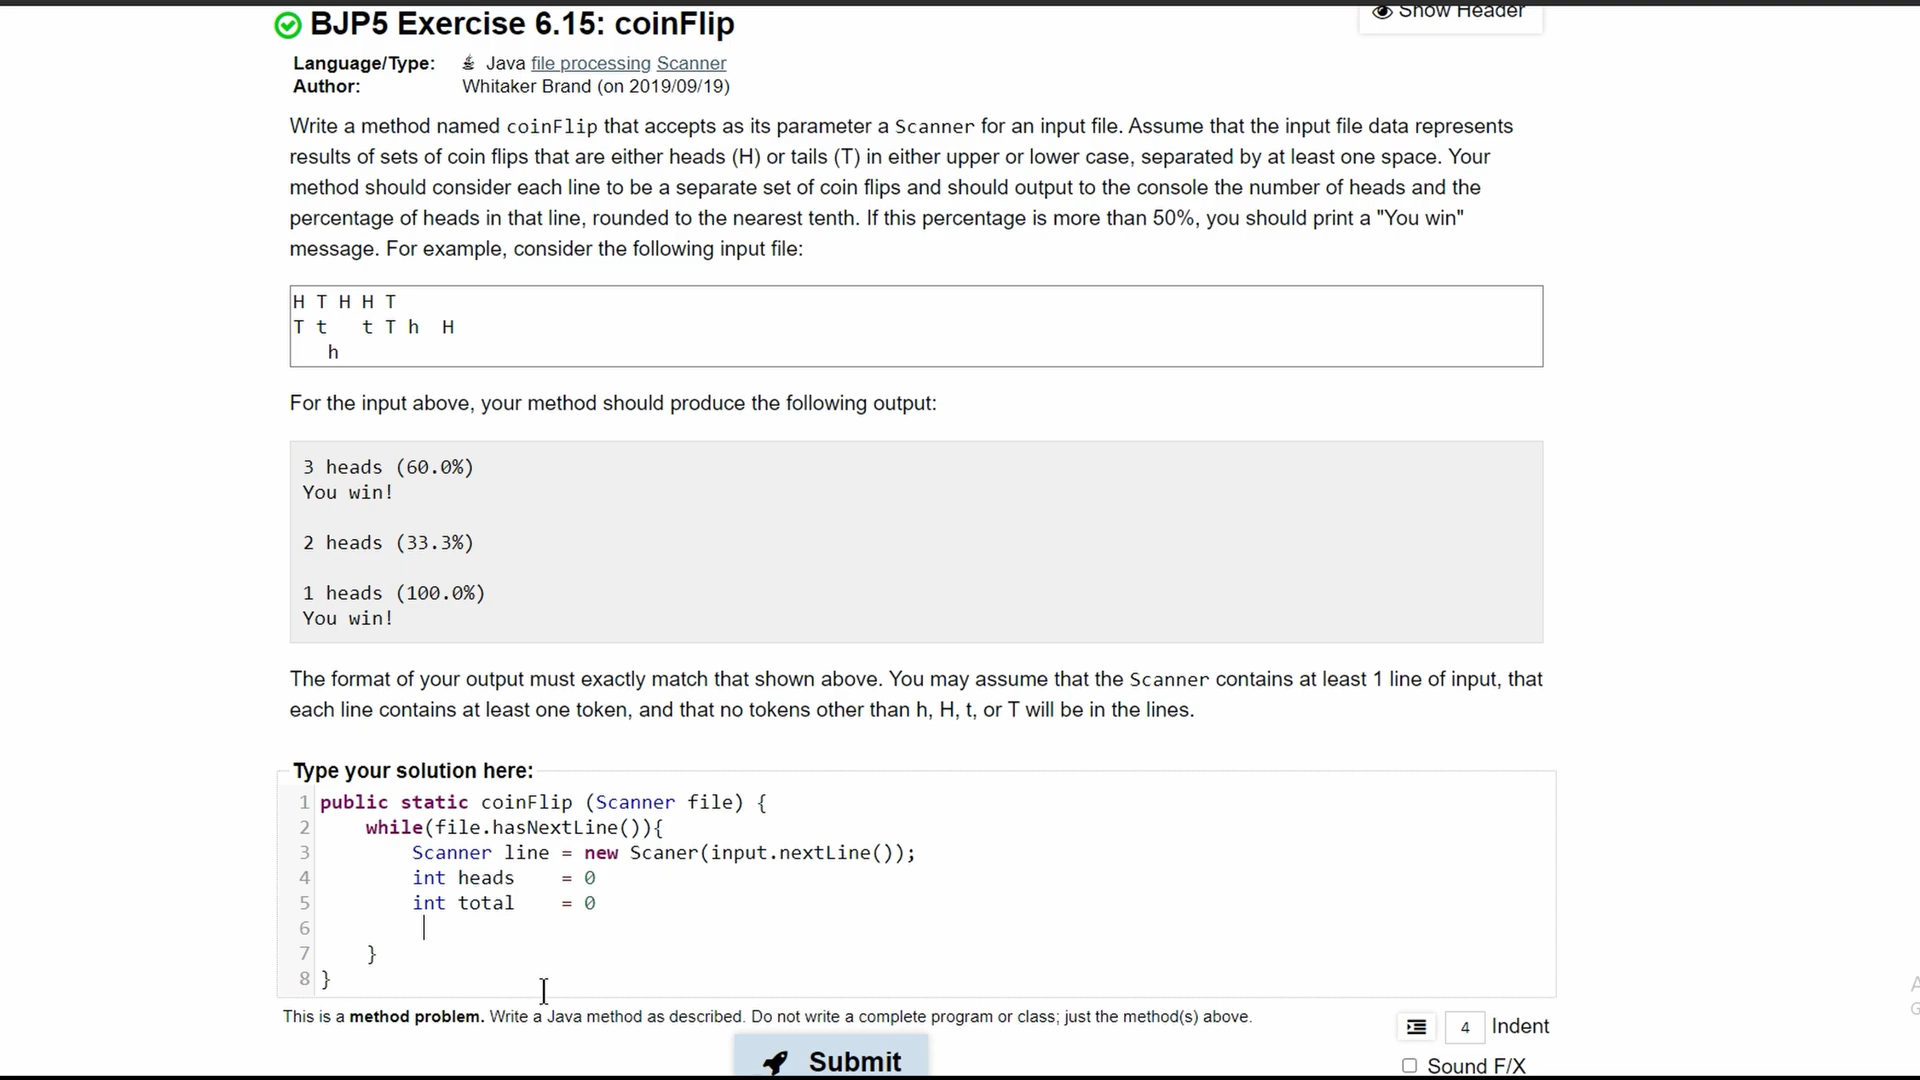 BJP5 Exercise 6.15: coinFlip
Show Header
Language/Type: Java file processing Scanner
Author: Whitaker Brand (on 2019/09/19)
Write a method named coinFlip that accepts as its parameter a Scanner for an input file. Assume that the input file data represents
results of sets of coin flips that are either heads (H) or tails (T) in either upper or lower case, separated by at least one space. Your
method should consider each line to be a separate set of coin flips and should output to the console the number of heads and the
percentage of heads in that line, rounded to the nearest tenth. If this percentage is more than 50%, you should print a "You win"
message. For example, consider the following input file:
H T H H T
T t   t T h  H
   h
For the input above, your method should produce the following output:
3 heads (60.0%)
You win!
2 heads (33.3%)
1 heads (100.0%)
You win!
The format of your output must exactly match that shown above. You may assume that the Scanner contains at least 1 line of input, that
each line contains at least one token, and that no tokens other than h, H, t, or T will be in the lines.
Type your solution here:
1 public static coinFlip (Scanner file) {
2     while(file.hasNextLine()){
3         Scanner line = new Scaner(input.nextLine());
4         int heads    = 0
5         int total    = 0
6
7     }
8 }
This is a method problem. Write a Java method as described. Do not write a complete program or class; just the method(s) above.
4 Indent
Submit
Sound F/X